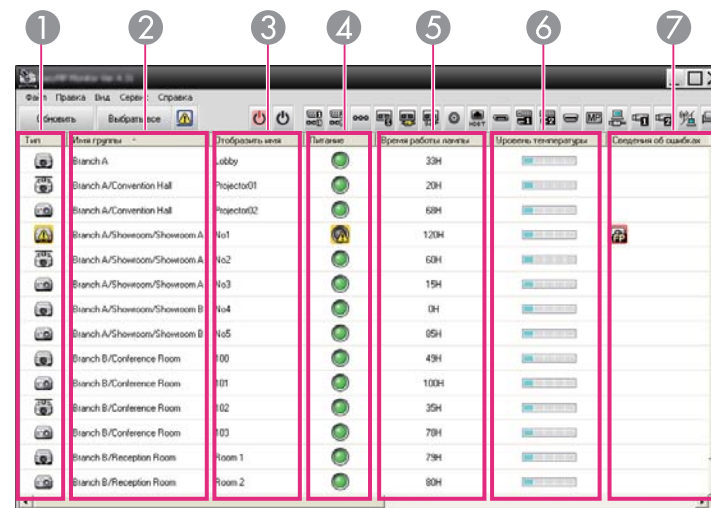 1 2 3 4 5 6 7
Файл Правка Вид Сервис Справка
Обновить Выбрать все HOST MP
Тип Имя группы Отобразить имя Питание Время работы лампы Уровень температуры Сведения об ошибках
Branch A Lobby 33H
Branch A/Convention Hall Projector01 20H
Branch A/Convention Hall Projector02 68H
Branch A/Showroom/Showroom A No1 120H
Branch A/Showroom/Showroom A No2 60H
Branch A/Showroom/Showroom A No3 15H
Branch A/Showroom/Showroom B No4 0H
Branch A/Showroom/Showroom B No5 85H
Branch B/Conference Room 100 49H
Branch B/Conference Room 101 100H
Branch B/Conference Room 102 35H
Branch B/Conference Room 103 78H
Branch B/Reception Room Room 1 79H
Branch B/Reception Room Room 2 80H